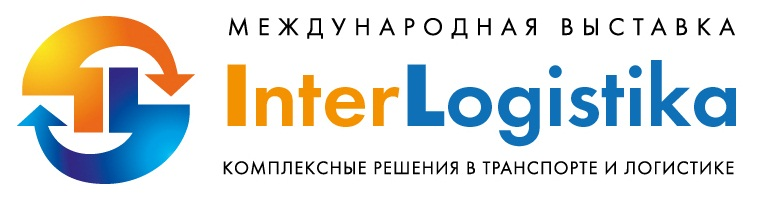 МЕЖДУНАРОДНАЯ ВЫСТАВКА
InterLogistika
КОМПЛЕКСНЫЕ РЕШЕНИЯ В ТРАНСПОРТЕ И ЛОГИСТИКЕ